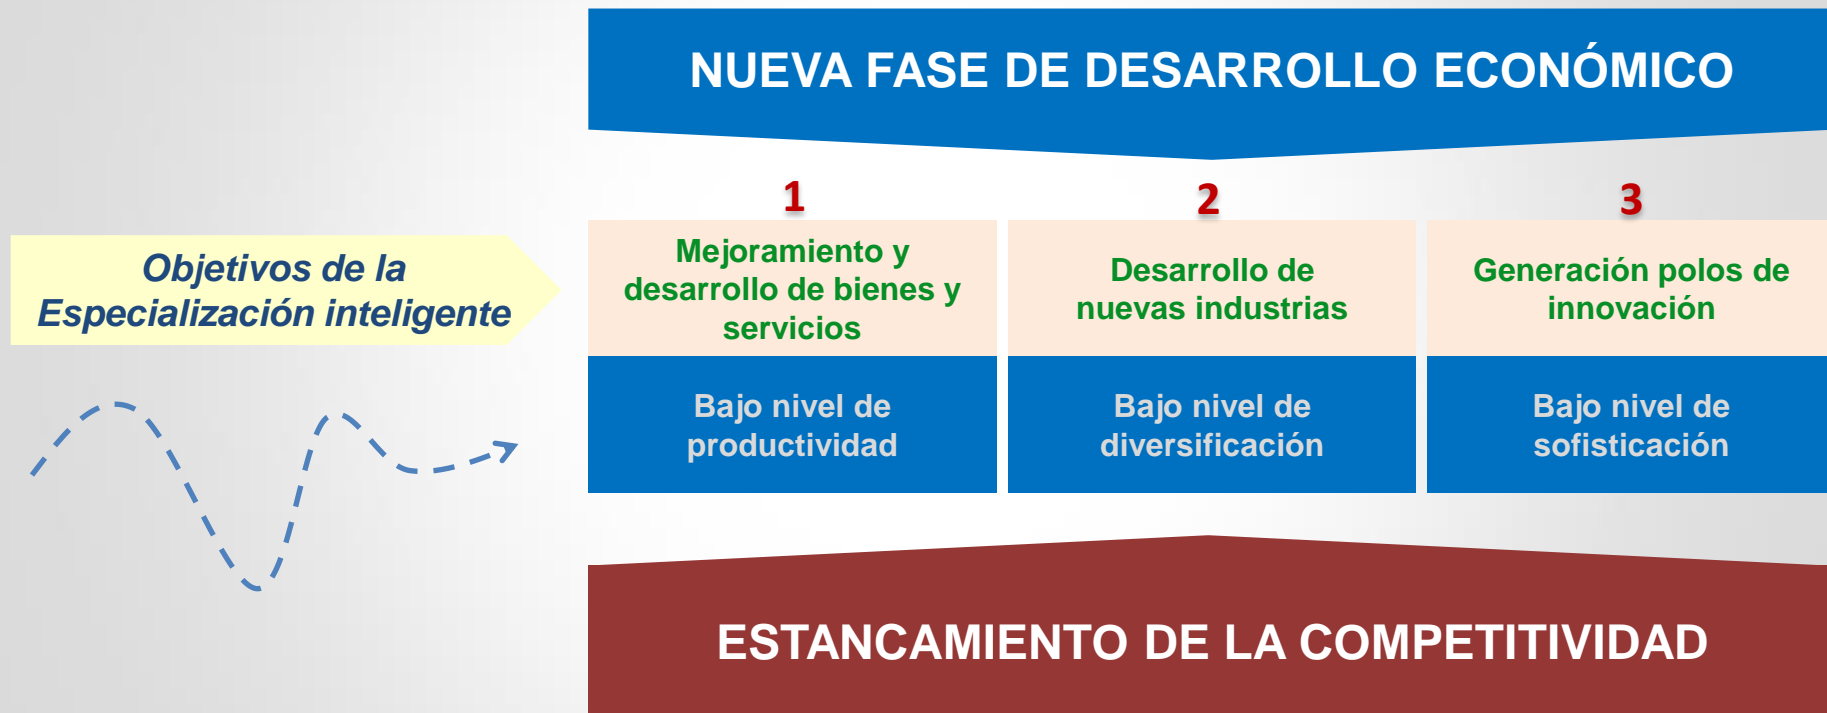 NUEVA FASE DE DESARROLLO ECONÓMICO
1
2
3
Objetivos de la
Especialización inteligente
Mejoramiento y
desarrollo de bienes y
servicios
Desarrollo de
nuevas industrias
Generación polos de
innovación
Bajo nivel de
productividad
Bajo nivel de
diversificación
Bajo nivel de
sofisticación
ESTANCAMIENTO DE LA COMPETITIVIDAD